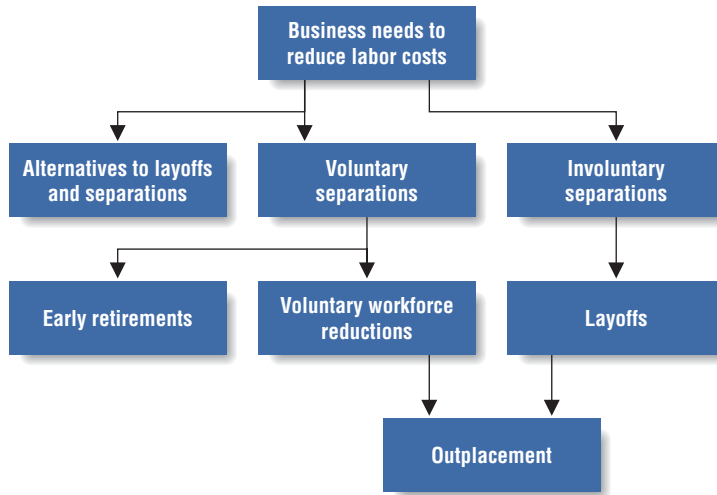 Business needs to
reduce labor costs
Alternatives to layoffs
and separations
Voluntary
separations
Involuntary
separations
Early retirements
Voluntary workforce
reductions
Layoffs
Outplacement